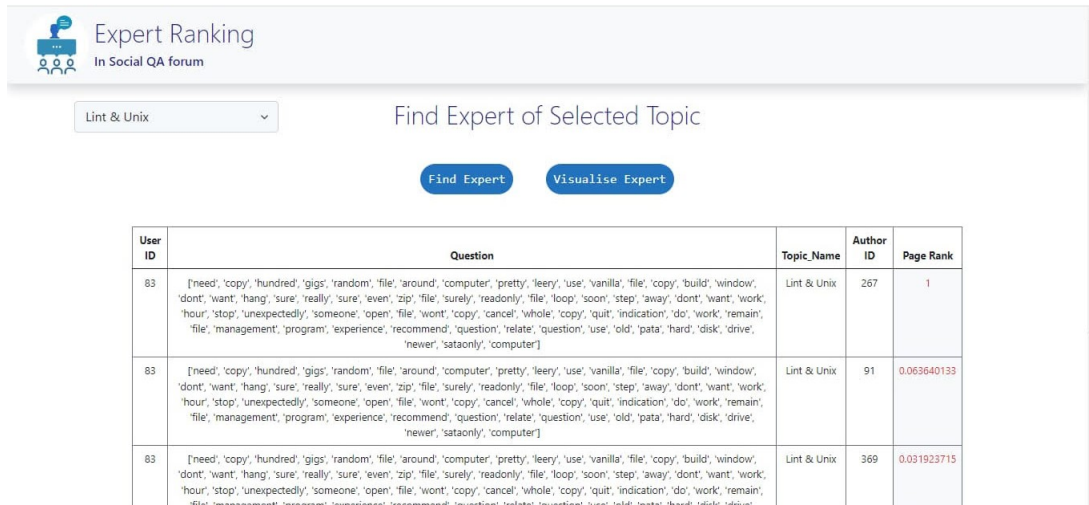 Expert Ranking
In Social QA forum
Lint & Unix
Find Expert of Selected Topic
Find Expert
Visualise Expert
User ID
Question
Topic_Name
Author ID
Page Rank
83
['need', 'copy', 'hundred', 'gigs', 'random', 'file', 'around', 'computer', 'pretty', 'leery', 'use', 'vanilla', 'file', 'copy', 'build', 'window',
'dont', 'want', 'hang', 'sure', 'really', 'sure', 'even', 'zip', 'file', 'surely', 'readonly', 'file', 'loop', 'soon', 'step', 'away', 'dont', 'want', 'work',
'hour', 'stop', 'unexpectedly', 'someone', 'open', 'file', 'wont', 'copy', 'cancel', 'whole', 'copy', 'quit', 'indication', 'do', 'work', 'remain',
'file', 'management', 'program', 'experience', 'recommend', 'question', 'relate', 'question', 'use', 'old', 'pata', 'hard', 'disk', 'drive',
'newer', 'sataonly', 'computer']
Lint & Unix
267
1
83
['need', 'copy', 'hundred', 'gigs', 'random', 'file', 'around', 'computer', 'pretty', 'leery', 'use', 'vanilla', 'file', 'copy', 'build', 'window',
'dont', 'want', 'hang', 'sure', 'really', 'sure', 'even', 'zip', 'file', 'surely', 'readonly', 'file', 'loop', 'soon', 'step', 'away', 'dont', 'want', 'work',
'hour', 'stop', 'unexpectedly', 'someone', 'open', 'file', 'wont', 'copy', 'cancel', 'whole', 'copy', 'quit', 'indication', 'do', 'work', 'remain',
'file', 'management', 'program', 'experience', 'recommend', 'question', 'relate', 'question', 'use', 'old', 'pata', 'hard', 'disk', 'drive',
'newer', 'sataonly', 'computer']
Lint & Unix
91
0.063640133
83
['need', 'copy', 'hundred', 'gigs', 'random', 'file', 'around', 'computer', 'pretty', 'leery', 'use', 'vanilla', 'file', 'copy', 'build', 'window',
'dont', 'want', 'hang', 'sure', 'really', 'sure', 'even', 'zip', 'file', 'surely', 'readonly', 'file', 'loop', 'soon', 'step', 'away', 'dont', 'want', 'work',
'hour', 'stop', 'unexpectedly', 'someone', 'open', 'file', 'wont', 'copy', 'cancel', 'whole', 'copy', 'quit', 'indication', 'do', 'work', 'remain',
Lint & Unix
369
0.031923715